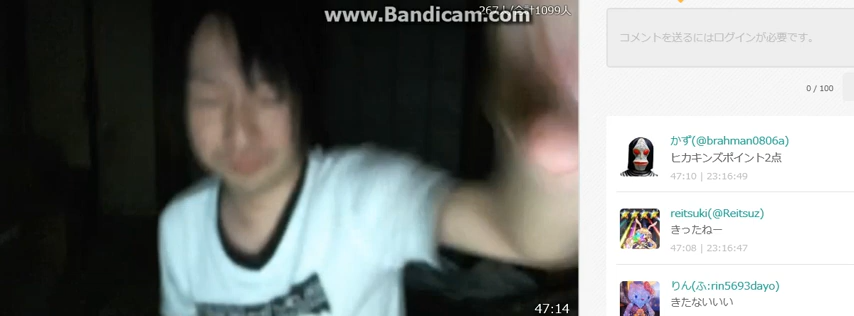 www.Bandicam.com
267人/合計1099人
コメントを送るにはログインが必要です。
0 / 100
かず(@brahman0806a)
ヒカキンズポイント2点
47:10 | 23:16:49
reitsuki(@Reitsuz)
きったねー
47:08 | 23:16:47
りん(ふ:rin5693dayo)
きたないいい
47:14